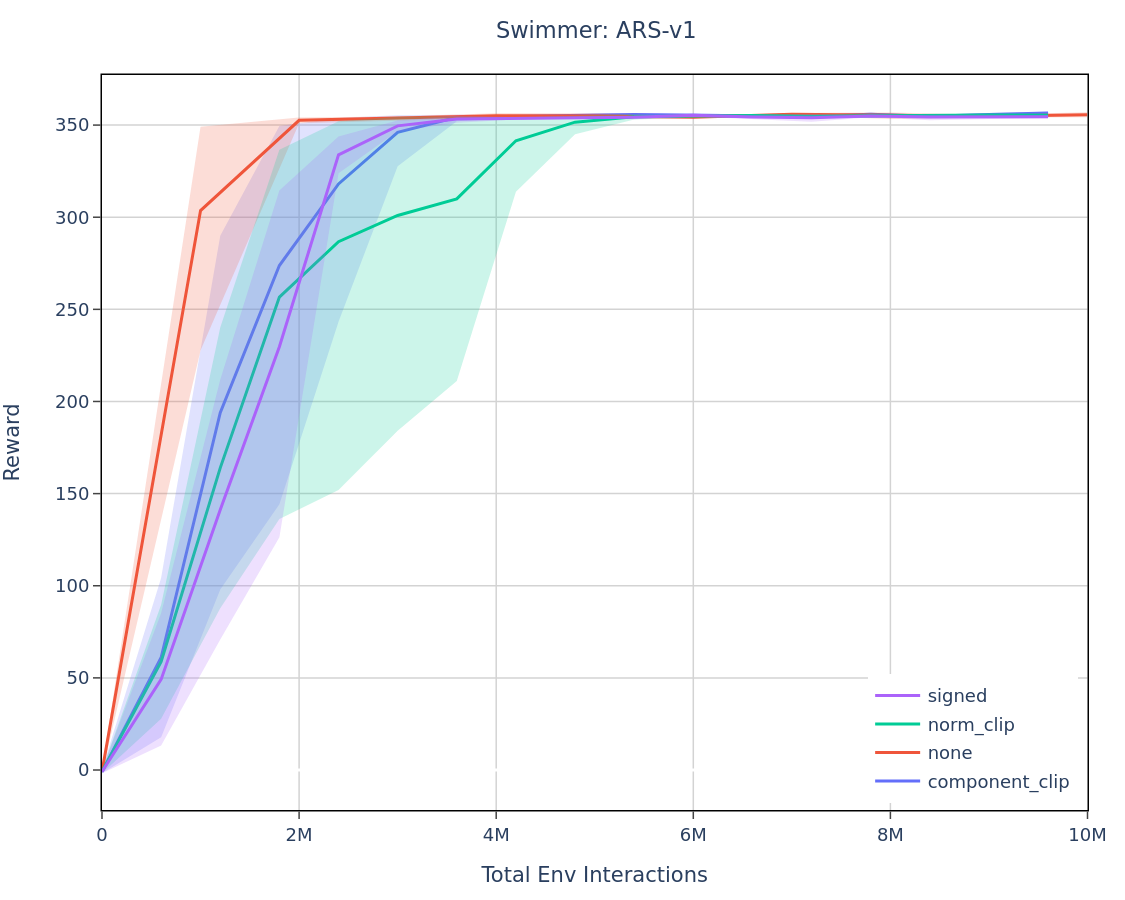 Swimmer: ARS-v1
350
300
250
200
150
100
50
0
Reward
signed
norm_clip
none
component_clip
0 2M 4M 6M 8M 10M
Total Env Interactions